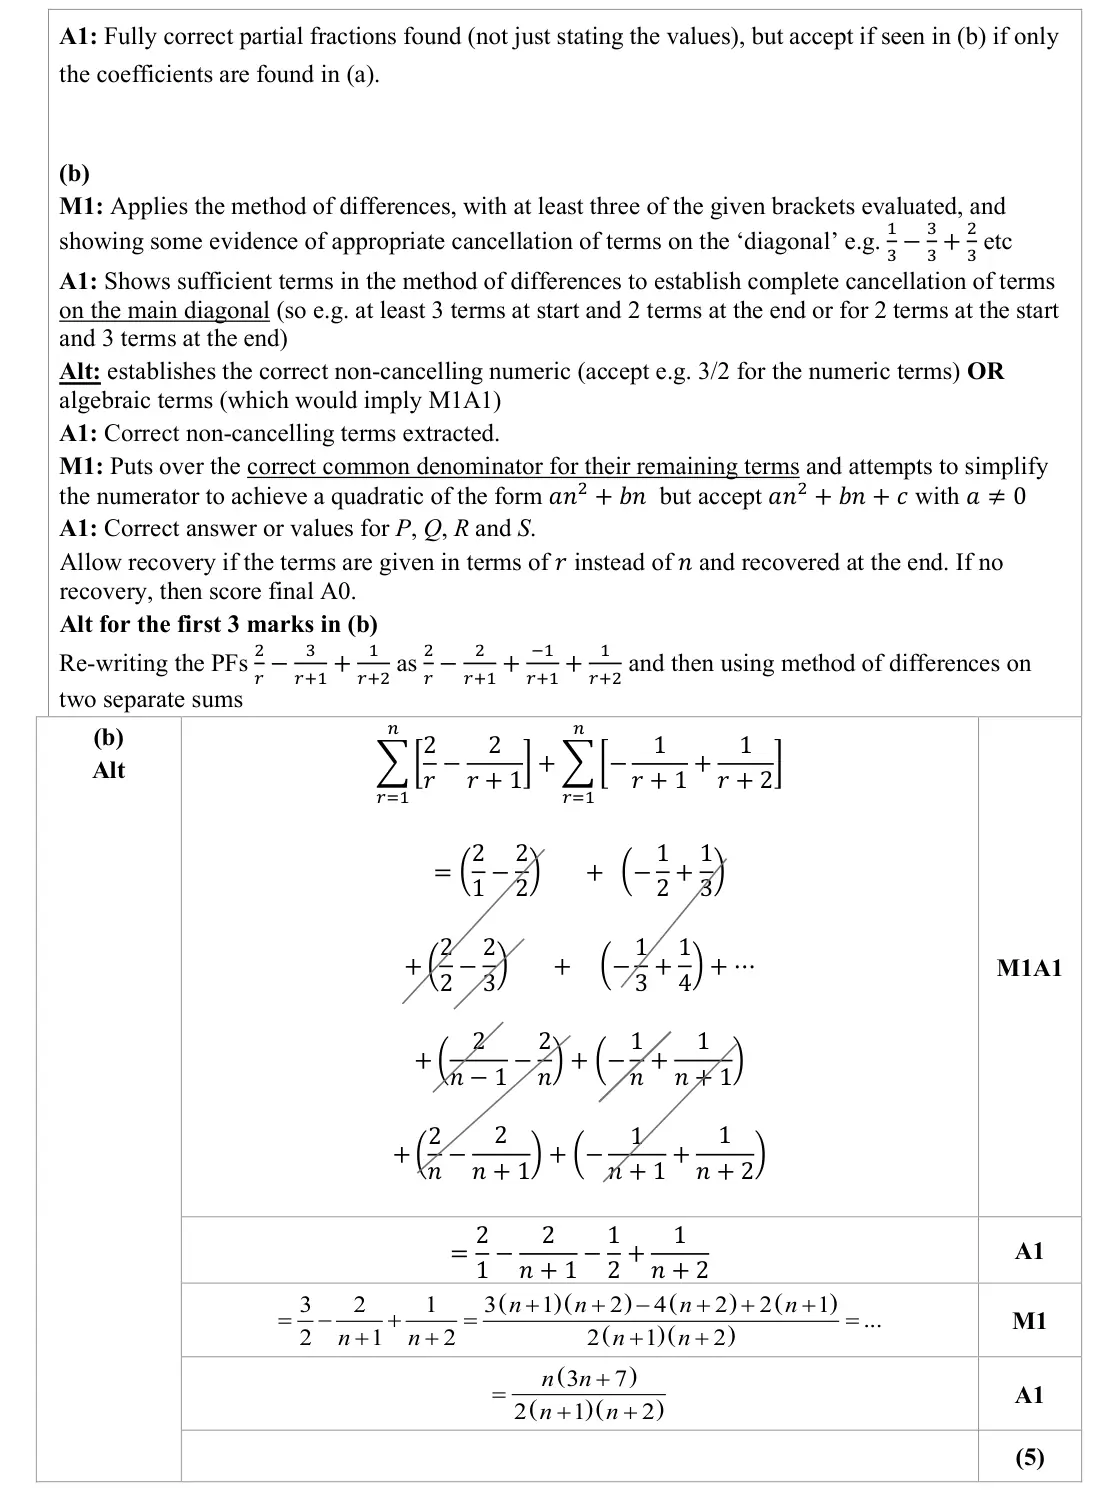 A1: Fully correct partial fractions found (not just stating the values), but accept if seen in (b) if only
the coefficients are found in (a).
(b)
M1: Applies the method of differences, with at least three of the given brackets evaluated, and
showing some evidence of appropriate cancellation of terms on the ‘diagonal’ e.g. 1/3 − 3/3 + 2/3 etc
A1: Shows sufficient terms in the method of differences to establish complete cancellation of terms
on the main diagonal (so e.g. at least 3 terms at start and 2 terms at the end or for 2 terms at the start
and 3 terms at the end)
Alt: establishes the correct non-cancelling numeric (accept e.g. 3/2 for the numeric terms) OR
algebraic terms (which would imply M1A1)
A1: Correct non-cancelling terms extracted.
M1: Puts over the correct common denominator for their remaining terms and attempts to simplify
the numerator to achieve a quadratic of the form an² + bn but accept an² + bn + c with a ≠ 0
A1: Correct answer or values for P, Q, R and S.
Allow recovery if the terms are given in terms of r instead of n and recovered at the end. If no
recovery, then score final A0.
Alt for the first 3 marks in (b)
Re-writing the PFs 2/r − 3/(r+1) + 1/(r+2) as 2/r − 2/(r+1) + −1/(r+1) + 1/(r+2) and then using method of differences on
two separate sums
(b)
Alt
∑_{r=1}^{n} [2/r − 2/(r + 1)] + ∑_{r=1}^{n} [−1/(r + 1) + 1/(r + 2)]
= (2/1 − 2/2) + (−1/2 + 1/3)
+ (2/2 − 2/3) + (−1/3 + 1/4) + ⋯
+ (2/(n − 1) − 2/n) + (−1/n + 1/(n + 1))
+ (2/n − 2/(n + 1)) + (−1/(n + 1) + 1/(n + 2))
M1A1
= 2/1 − 2/(n + 1) − 1/2 + 1/(n + 2)
A1
= 3/2 − 2/(n+1) + 1/(n+2) = (3(n+1)(n+2)−4(n+2)+2(n+1))/(2(n+1)(n+2)) = ...
M1
= n(3n+7)/(2(n+1)(n+2))
A1
(5)